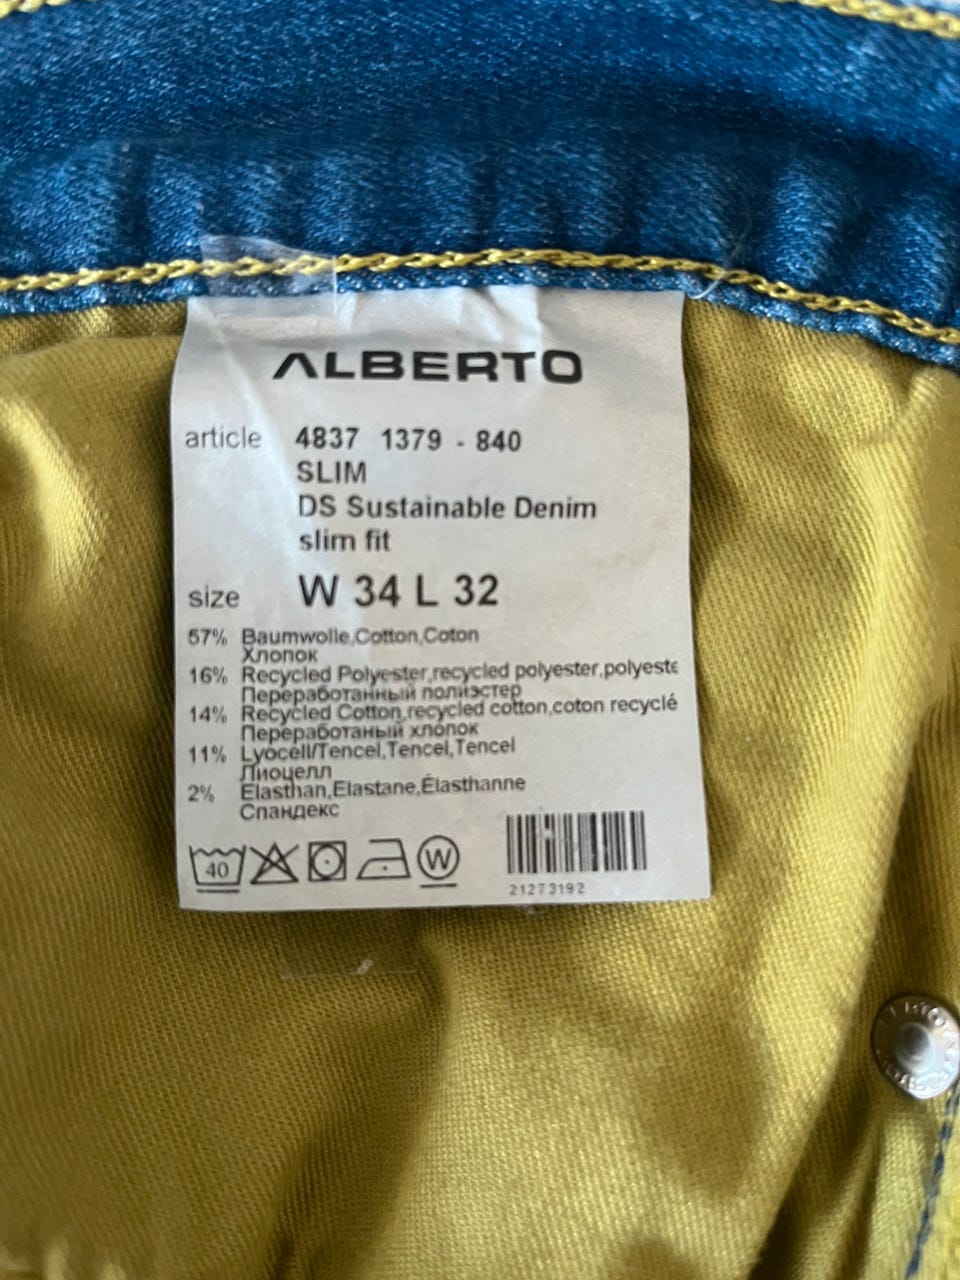 ALBERTO
article 4837 1379 - 840
SLIM
DS Sustainable Denim
slim fit
size W 34 L 32
57% Baumwolle,Cotton,Coton
Хлопок
16% Recycled Polyester,recycled polyester,polyeste
Переработанный полиэстер
14% Recycled Cotton,recycled cotton,coton recyclé
Переработаный хлопок
11% Lyocell/Tencel,Tencel,Tencel
Лиоцелл
2% Elasthan,Elastane,Élasthanne
Спандекс
40 W
21273192